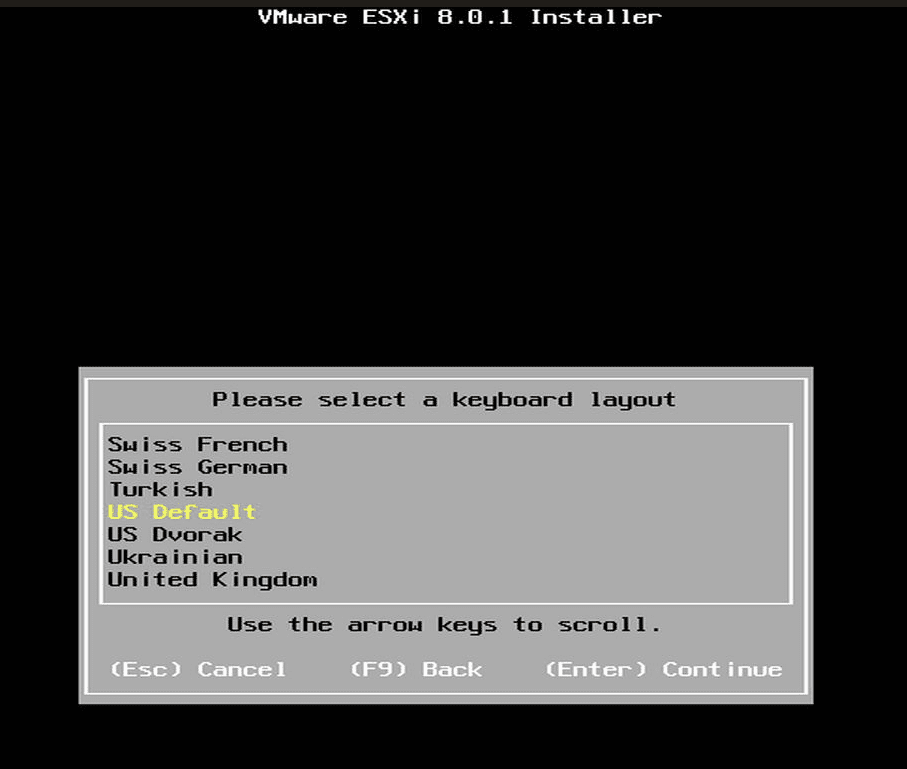 VMware ESXi 8.0.1 Installer
Please select a keyboard layout
Swiss French
Swiss German
Turkish
US Default
US Dvorak
Ukrainian
United Kingdom
Use the arrow keys to scroll.
(Esc) Cancel (F9) Back (Enter) Continue